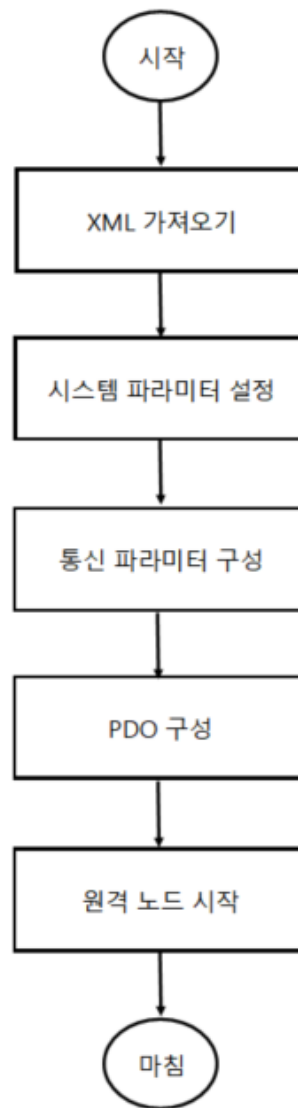 시작
XML 가져오기
시스템 파라미터 설정
통신 파라미터 구성
PDO 구성
원격 노드 시작
마침